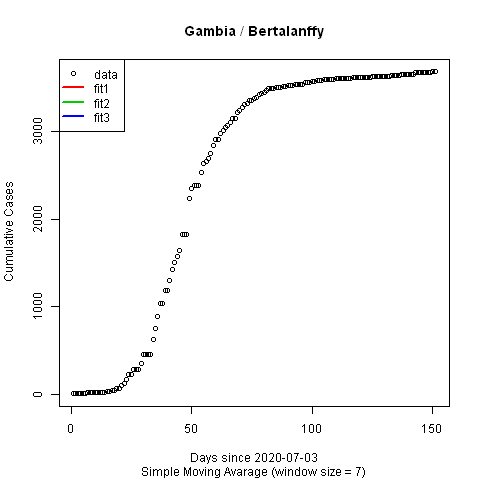 Gambia / Bertalanffy
data
fit1
fit2
fit3
Cumulative Cases
0
1000
2000
3000
0
50
100
150
Days since 2020-07-03
Simple Moving Avarage (window size = 7)